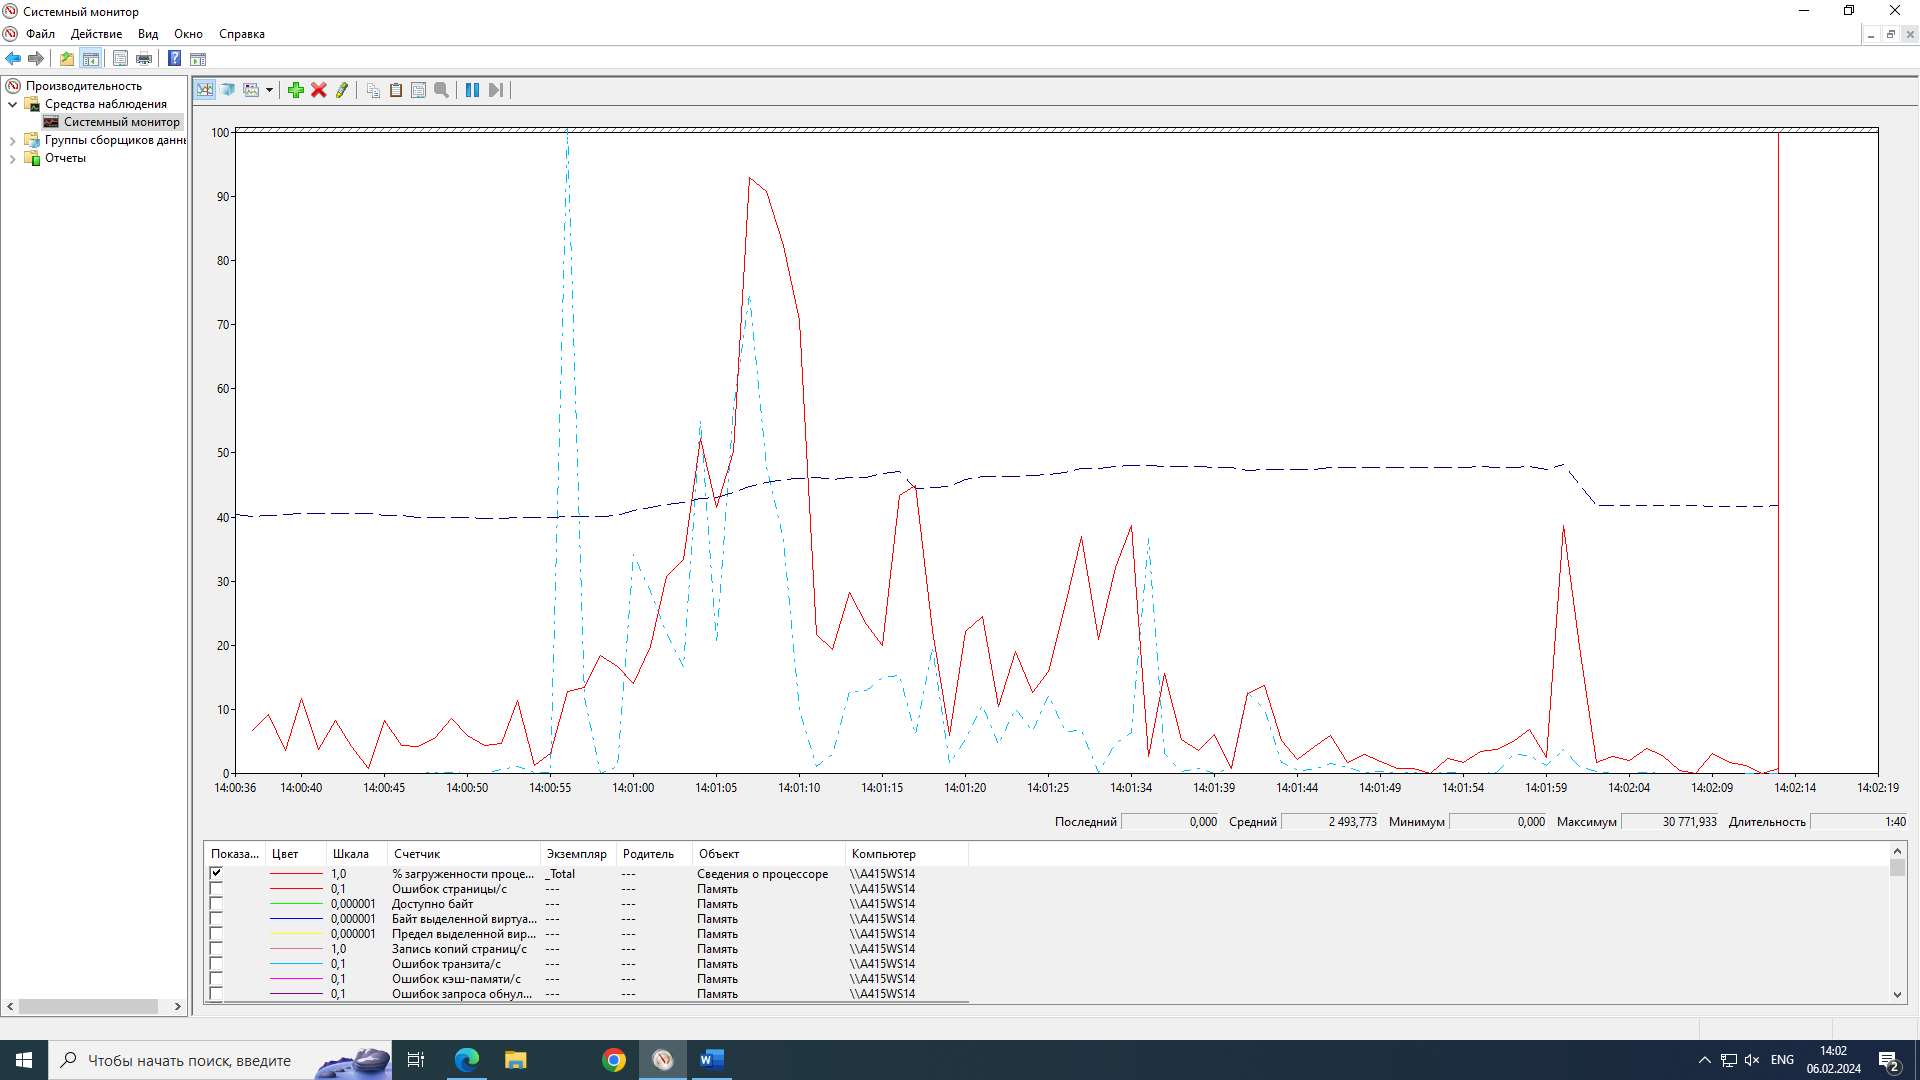 Системный монитор
Файл Действие Вид Окно Справка
Производительность
Средства наблюдения
Системный монитор
Группы сборщиков данн
Отчеты
100
90
80
70
60
50
40
30
20
10
0
14:00:36 14:00:40 14:00:45 14:00:50 14:00:55 14:01:00 14:01:05 14:01:10 14:01:15 14:01:20 14:01:25 14:01:34 14:01:39 14:01:44 14:01:49 14:01:54 14:01:59 14:02:04 14:02:09 14:02:14 14:02:19
Последний 0,000 Средний 2 493,773 Минимум 0,000 Максимум 30 771,933 Длительность 1:40
Показа... Цвет Шкала Счетчик Экземпляр Родитель Объект Компьютер
1,0 % загруженности проце... _Total --- Сведения о процессоре \\A415WS14
0,1 Ошибок страницы/с --- --- Память \\A415WS14
0,000001 Доступно байт --- --- Память \\A415WS14
0,000001 Байт выделенной виртуа... --- --- Память \\A415WS14
0,000001 Предел выделенной вир... --- --- Память \\A415WS14
1,0 Запись копий страниц/с --- --- Память \\A415WS14
0,1 Ошибок транзита/с --- --- Память \\A415WS14
0,1 Ошибок кэш-памяти/с --- --- Память \\A415WS14
0,1 Ошибок запроса обнул... --- --- Память \\A415WS14
Чтобы начать поиск, введите
ENG
14:02
06.02.2024
2